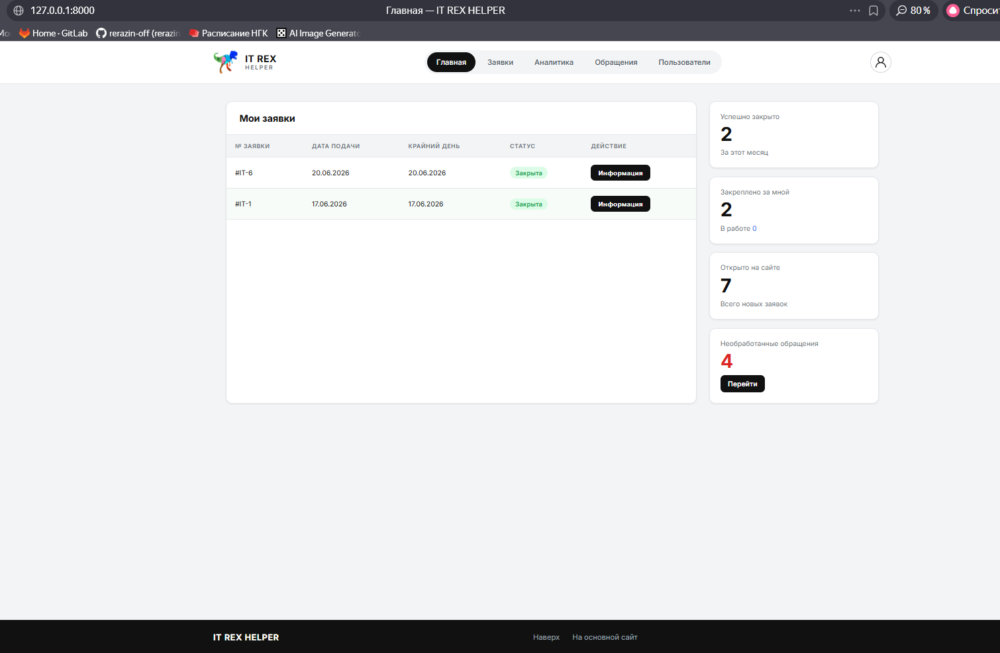 127.0.0.1:8000
Главная — IT REX HELPER
80 %
Home · GitLab
rerazin-off
Расписание НГК
AI Image
IT REX
HELPER
Главная
Заявки
Аналитика
Обращения
Пользователи
Мои заявки
№ ЗАЯВКИ ДАТА ПОДАЧИ КРАЙНИЙ ДЕНЬ СТАТУС ДЕЙСТВИЕ
#IT-6 20.06.2026 20.06.2026 Закрыта Информация
#IT-1 17.06.2026 17.06.2026 Закрыта Информация
Успешно закрыто
2
За этот месяц
Закреплено за мной
2
В работе 0
Открыто на сайте
7
Всего новых заявок
Необработанные обращения
4
Перейти
IT REX HELPER
Наверх
На основной сайт